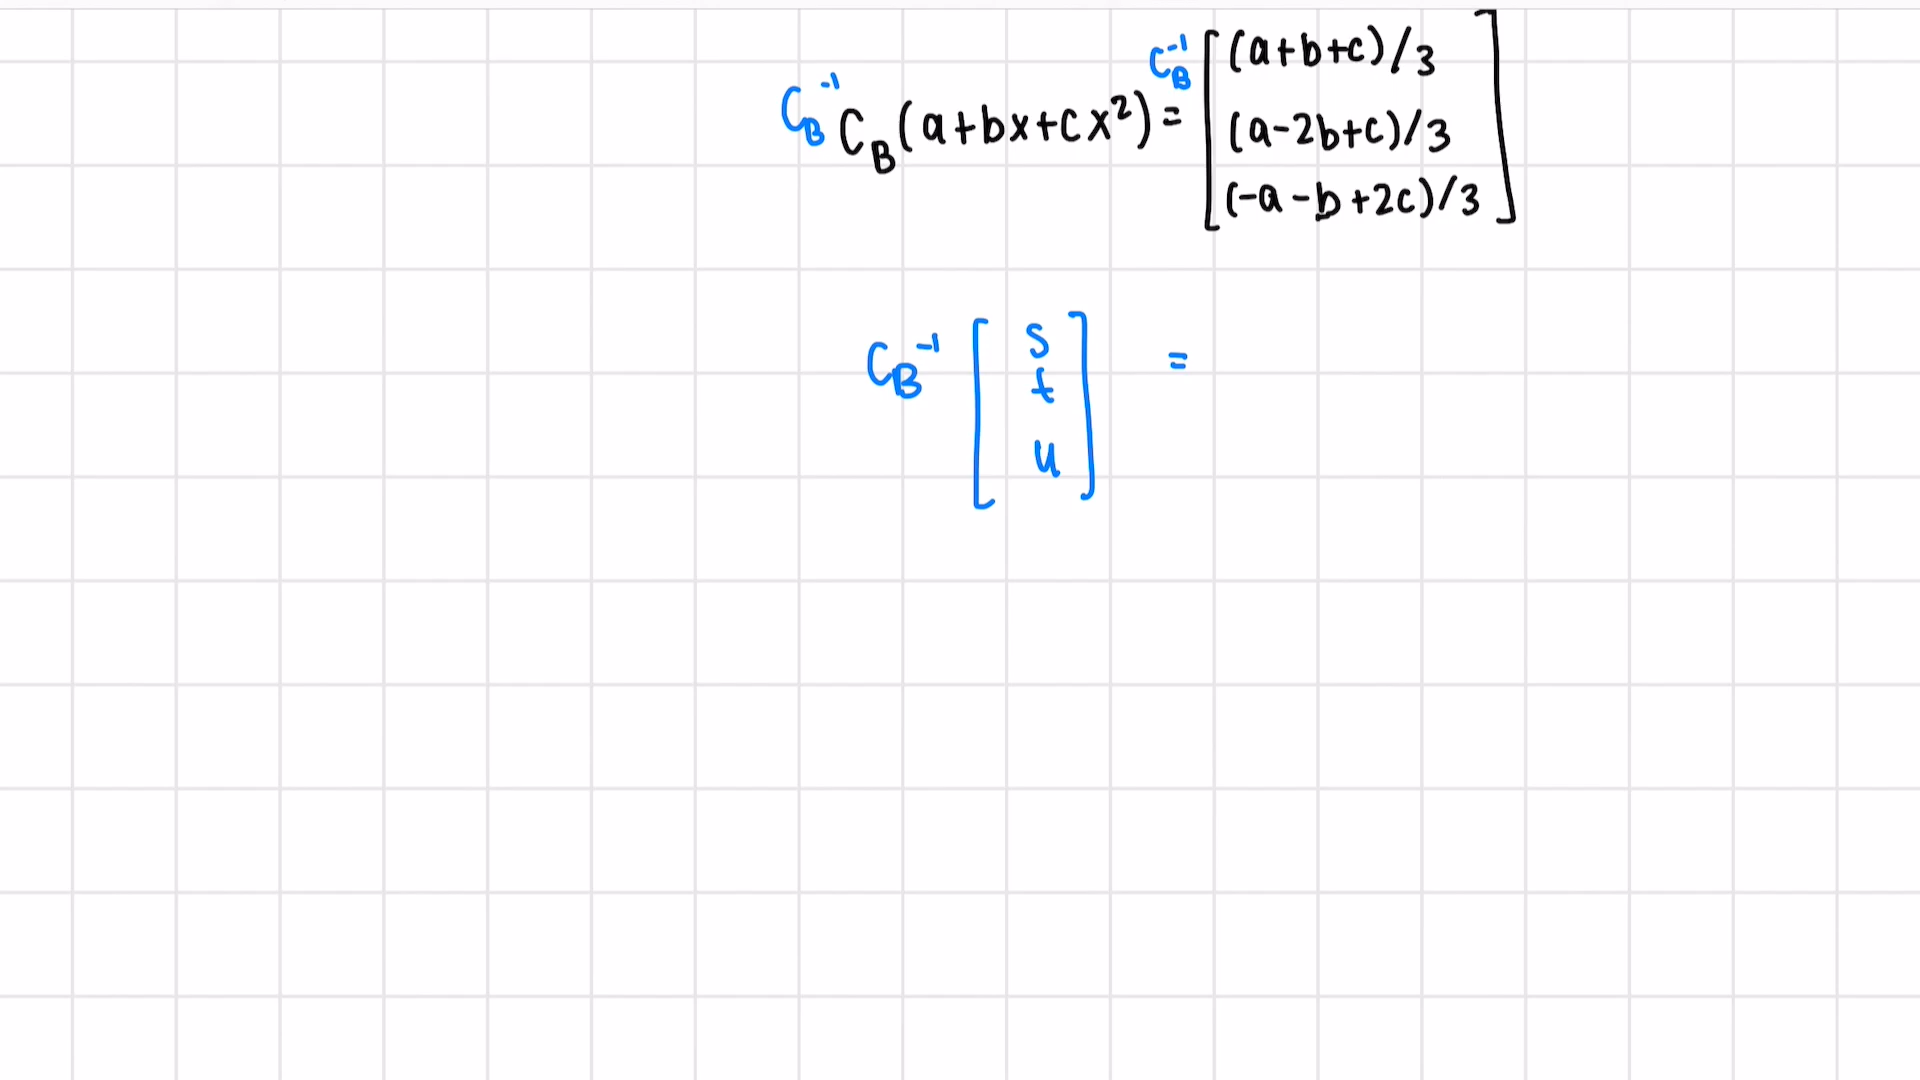 C_B^{-1} C_B(a+bx+cx²) = C_B^{-1} [ (a+b+c)/3
(a-2b+c)/3
(-a-b+2c)/3 ]
C_B^{-1} [ s
t
u ] =